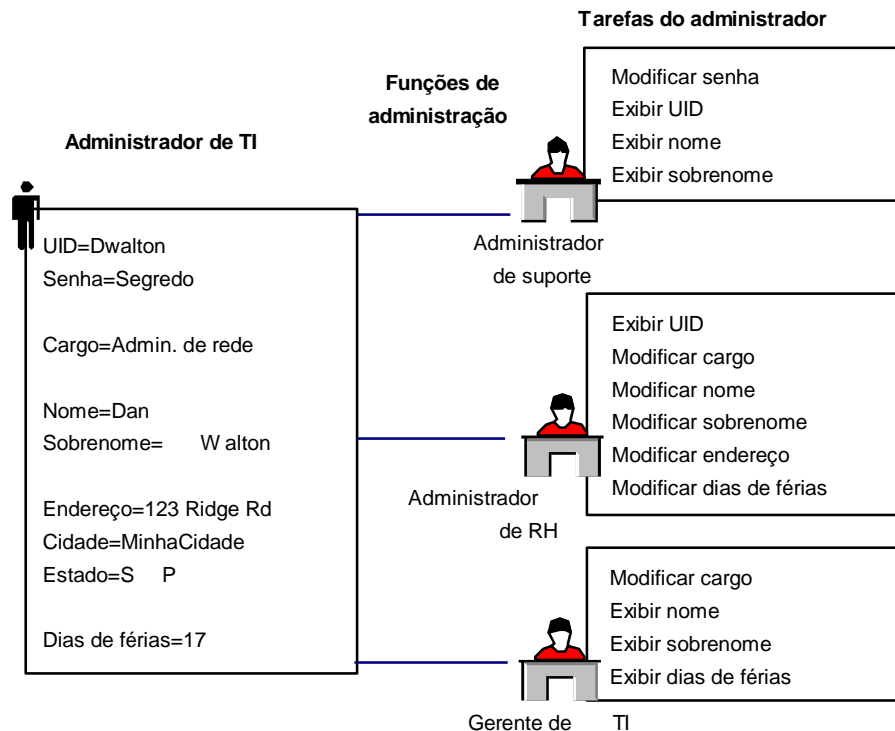 Tarefas do administrador
Funções de
administração
Administrador de TI
Modificar senha
Exibir UID
Exibir nome
Exibir sobrenome
Administrador
de suporte
UID=Dwalton
Senha=Segredo
Cargo=Admin. de rede
Nome=Dan
Sobrenome= W alton
Endereço=123 Ridge Rd
Cidade=MinhaCidade
Estado=S P
Dias de férias=17
Exibir UID
Modificar cargo
Modificar nome
Modificar sobrenome
Modificar endereço
Modificar dias de férias
Administrador
de RH
Modificar cargo
Exibir nome
Exibir sobrenome
Exibir dias de férias
Gerente de TI